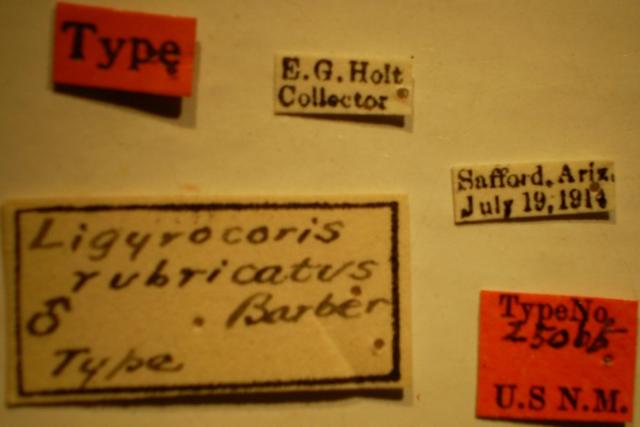 Type
E.G. Holt
Collector
Safford, Ariz.
July 19, 1914
Ligyrocoris
rubricatus
♂ Barber
Type
Type No.
U.S N.M.